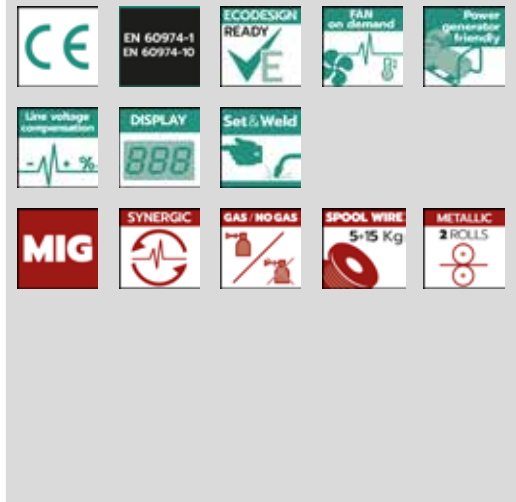 CE
EN 60974-1
EN 60974-10
ECODESIGN
READY
E
FAN
on demand
Power
generator
friendly
Line voltage
compensation
- + %
DISPLAY
888
Set&Weld
MIG
SYNERGIC
GAS/NO GAS
SPOOL WIRE
5÷15 Kg
METALLIC
2 ROLLS